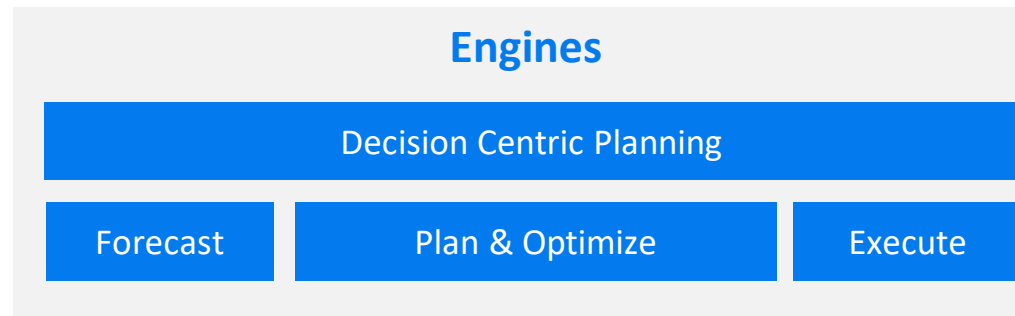 Engines
Decision Centric Planning
Forecast
Plan & Optimize
Execute